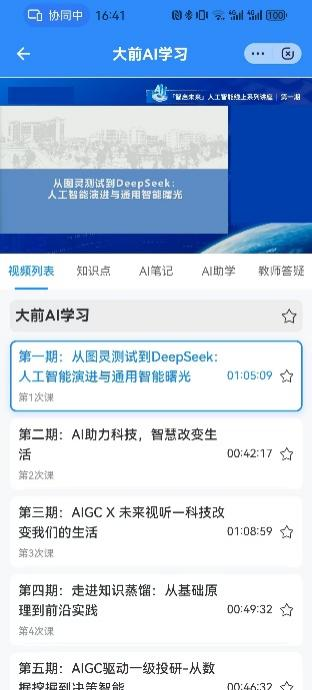 协同中 16:41 100
大前AI学习
「智启未来」人工智能线上系列讲座 | 第一期
从图灵测试到DeepSeek：
人工智能演进与通用智能曙光
视频列表 知识点 AI笔记 AI助学 教师答疑
大前AI学习
第一期：从图灵测试到DeepSeek：
人工智能演进与通用智能曙光 01:05:09
第1次课
第二期：AI助力科技，智慧改变生
活 00:42:17
第2次课
第三期：AIGC X 未来视听—科技改
变我们的生活 01:08:59
第3次课
第四期：走进知识蒸馏：从基础原
理到前沿实践 00:49:32
第4次课
第五期：AIGC驱动一级投研-从数
据挖掘到决策智能 00:46:32